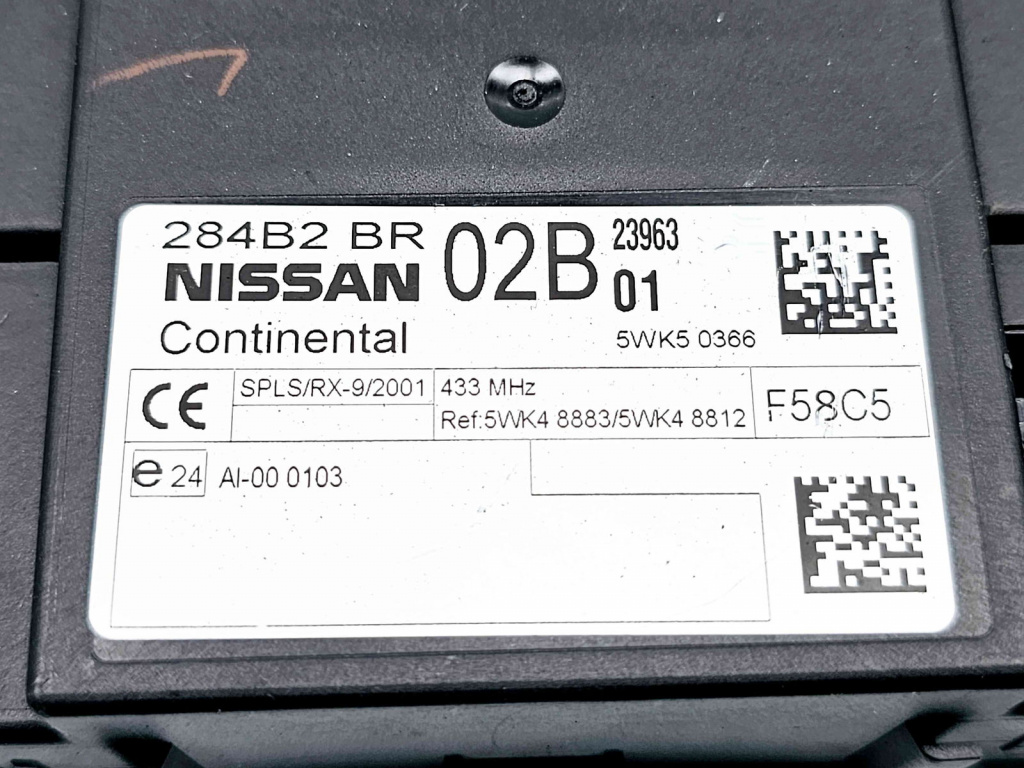 284B2 BR 02B 23963
NISSAN 01
Continental 5WK5 0366
CE SPLS/RX-9/2001 433 MHz F58C5
Ref:5WK4 8883/5WK4 8812
e 24 AI-00 0103